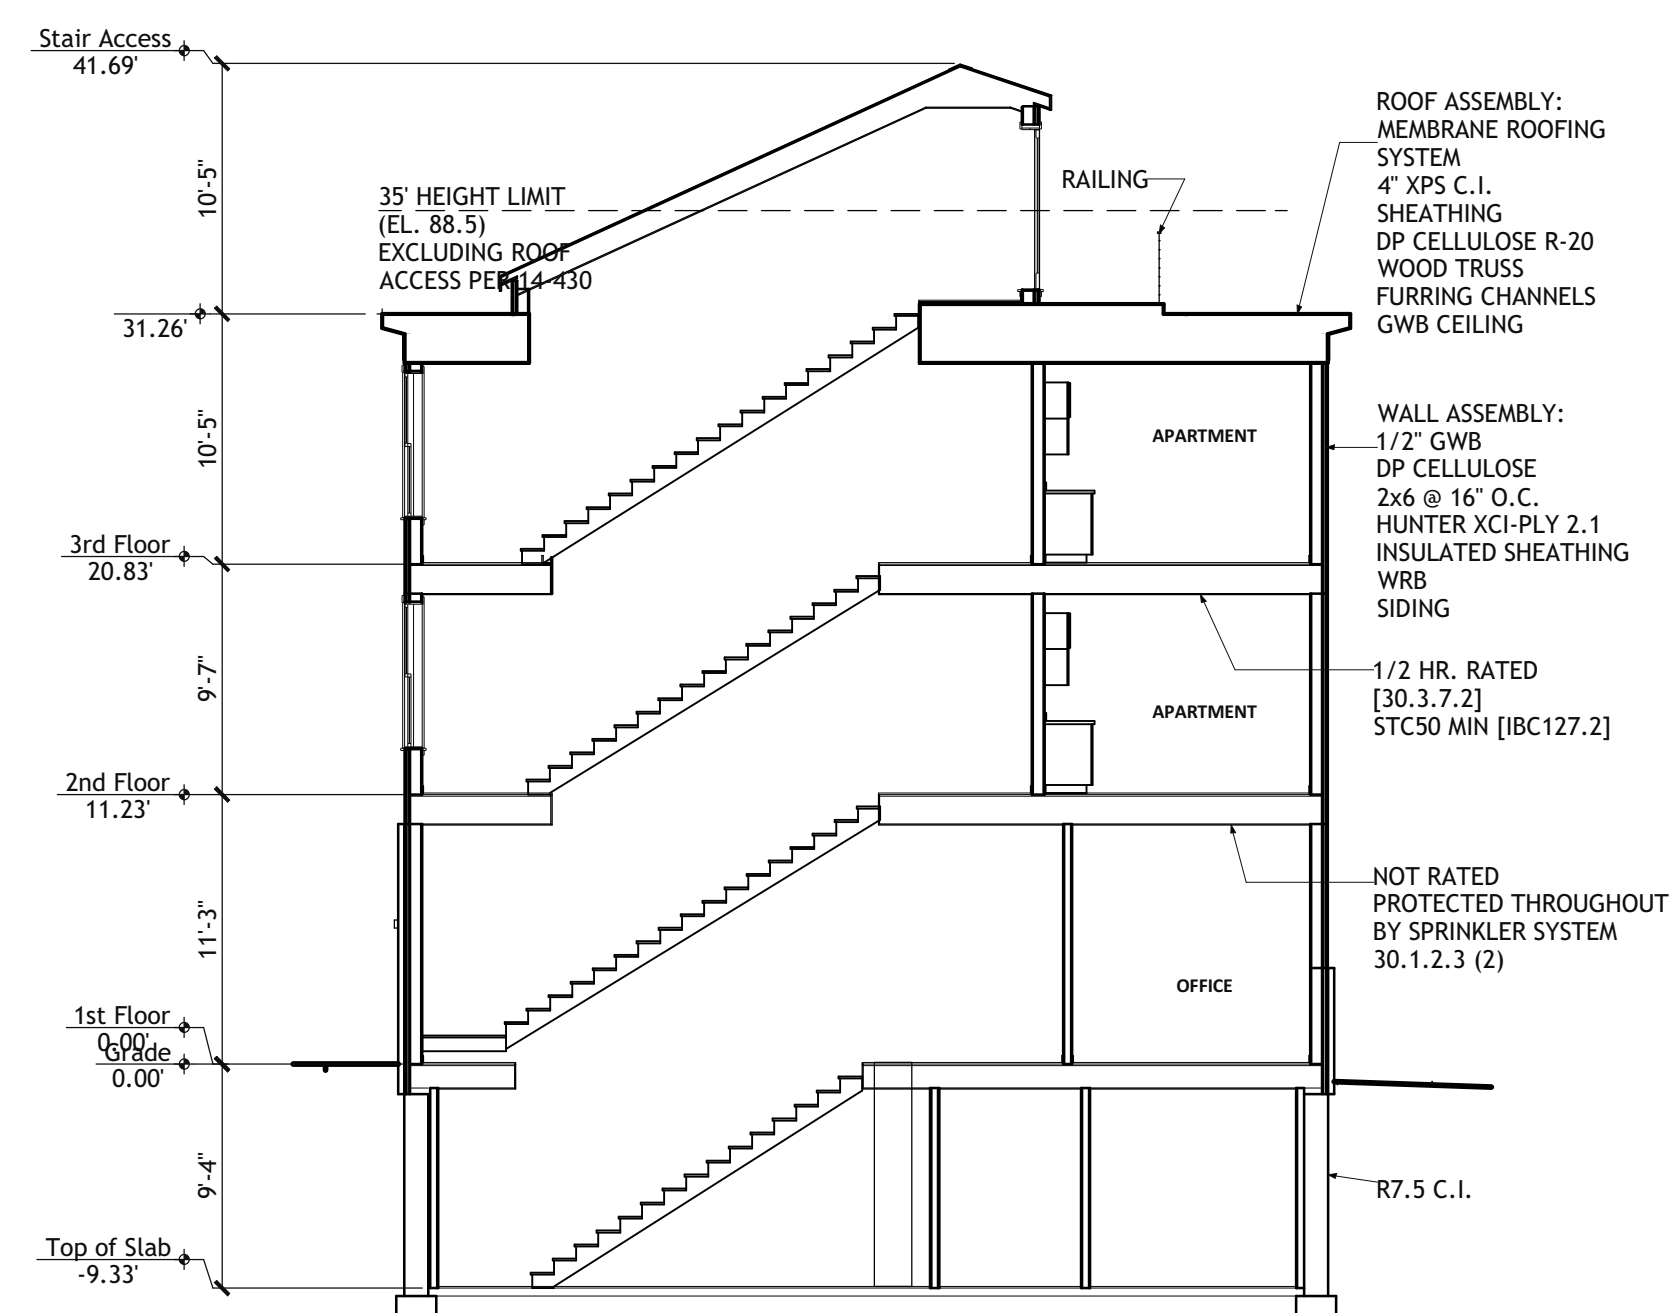 Stair Access
41.69'
10'-5"
35' HEIGHT LIMIT
(EL. 88.5)
EXCLUDING ROOF
ACCESS PER 14-430
RAILING
ROOF ASSEMBLY:
MEMBRANE ROOFING
SYSTEM
4" XPS C.I.
SHEATHING
DP CELLULOSE R-20
WOOD TRUSS
FURRING CHANNELS
GWB CEILING
31.26'
10'-5"
APARTMENT
WALL ASSEMBLY:
1/2" GWB
DP CELLULOSE
2x6 @ 16" O.C.
HUNTER XCI-PLY 2.1
INSULATED SHEATHING
WRB
SIDING
3rd Floor
20.83'
9'-7"
APARTMENT
1/2 HR. RATED
[30.3.7.2]
STC50 MIN [IBC127.2]
2nd Floor
11.23'
11'-3"
OFFICE
NOT RATED
PROTECTED THROUGHOUT
BY SPRINKLER SYSTEM
30.1.2.3 (2)
1st Floor
0.00'
Grade
0.00'
9'-4"
R7.5 C.I.
Top of Slab
-9.33'